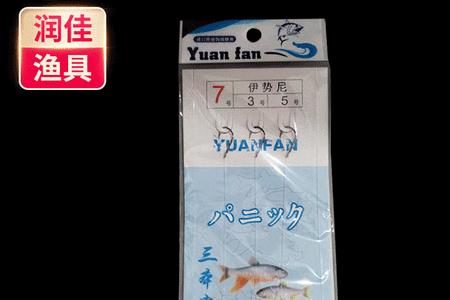 润佳
渔具
Yuan fan
7号
伊势尼
3号 5号
YUANFAN
パニック
三本